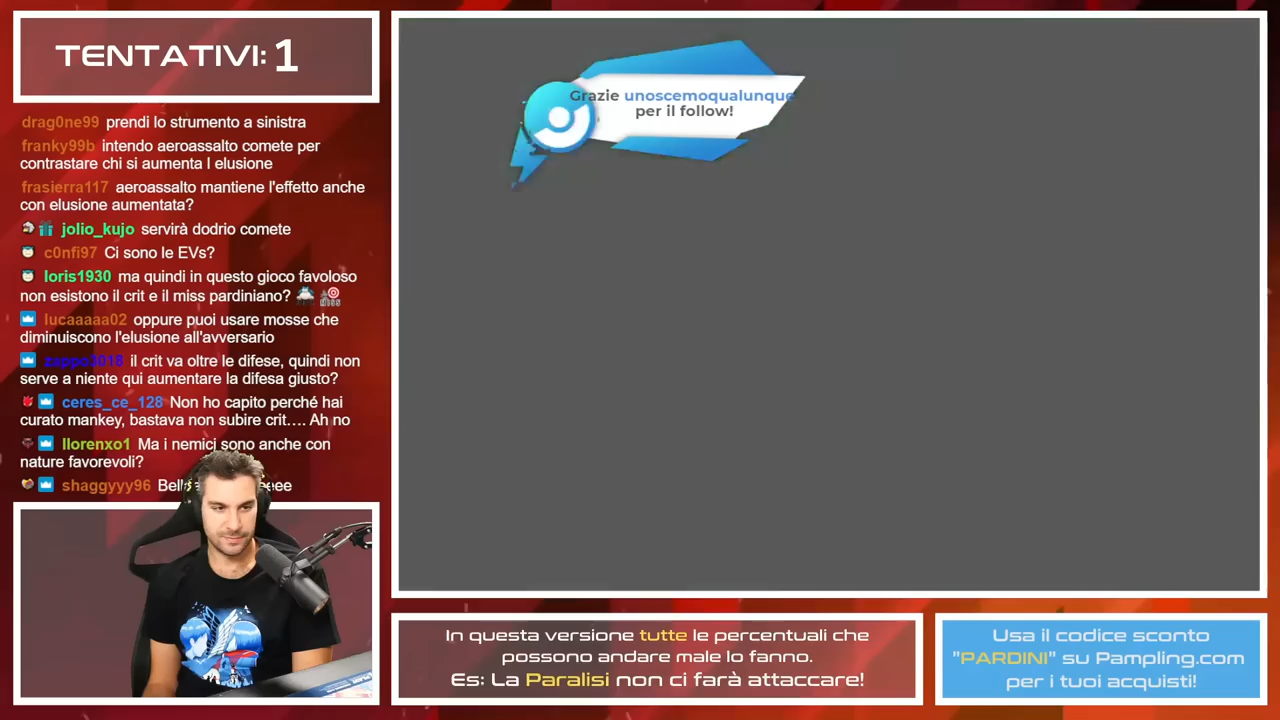 TENTATIVI: 1
drag0ne99 prendi lo strumento a sinistra
franky99b intendo aeroassalto comete per
contrastare chi si aumenta l elusione
frasierra117 aeroassalto mantiene l'effetto anche
con elusione aumentata?
jolio_kujo servirà dodrio comete
c0nfi97 Ci sono le EVs?
loris1930 ma quindi in questo gioco favoloso
non esistono il crit e il miss pardiniano?
lucaaaaa02 oppure puoi usare mosse che
diminuiscono l'elusione all'avversario
zappo3018 il crit va oltre le difese, quindi non
serve a niente qui aumentare la difesa giusto?
ceres_ce_128 Non ho capito perché hai
curato mankey, bastava non subire crit…. Ah no
llorenxo1 Ma i nemici sono anche con
nature favorevoli?
shaggyyy96
Grazie unoscemoqualunque
per il follow!
In questa versione tutte le percentuali che
possono andare male lo fanno.
Es: La Paralisi non ci farà attaccare!
Usa il codice sconto
"PARDINI" su Pampling.com
per i tuoi acquisti!